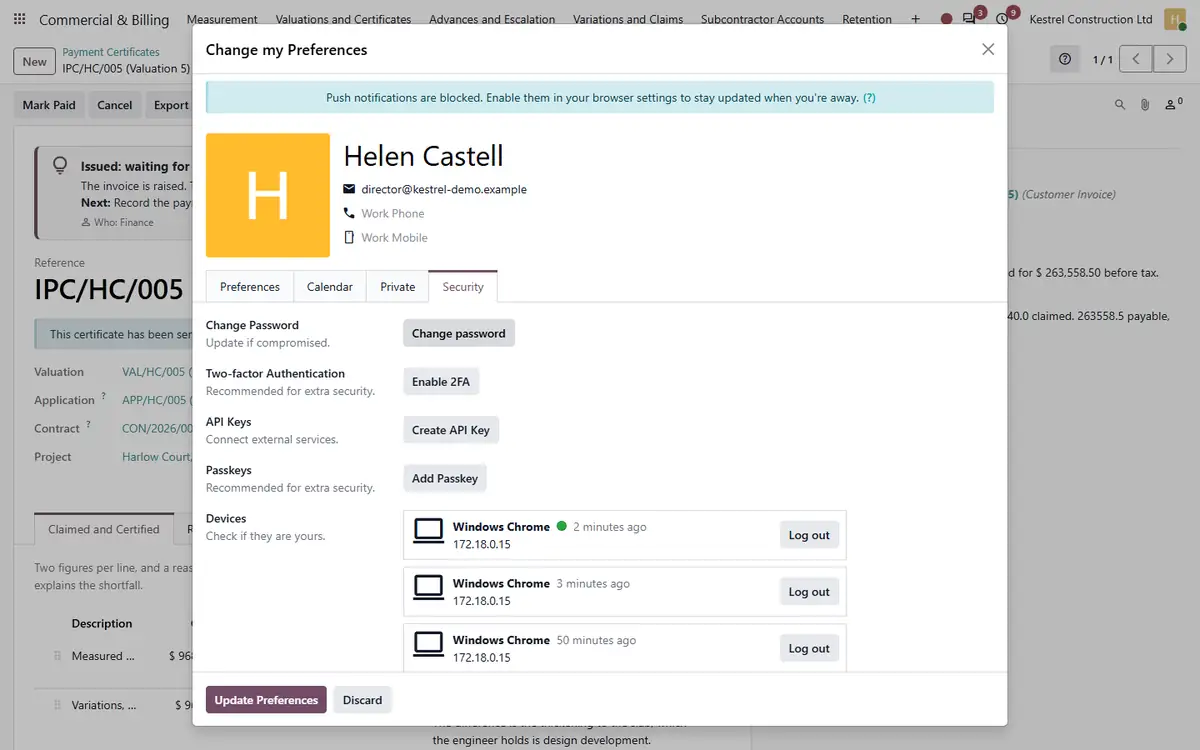 Commercial & Billing Measurement Valuations and Certificates Advances and Escalation Variations and Claims Subcontractor Accounts Retention + 3 9 Kestrel Construction Ltd H
New Payment Certificates
IPC/HC/005 (Valuation 5)
1/1
Mark Paid Cancel Export
0
Issued: waiting for
The invoice is raised.
Next: Record the pay
Who: Finance
Reference
IPC/HC/005
This certificate has been ser
Valuation VAL/HC/005 (
Application ? APP/HC/005 (
Contract ? CON/2026/00
Project Harlow Court,
Claimed and Certified R
Two figures per line, and a reas
explains the shortfall.
Description
Measured ... $ 968
Variations, ... $ 9
5) (Customer Invoice)
d for $ 263,558.50 before tax.
40.0 claimed. 263558.5 payable,
the engineer holds is design development.
Change my Preferences
Push notifications are blocked. Enable them in your browser settings to stay updated when you're away. (?)
H
Helen Castell
director@kestrel-demo.example
Work Phone
Work Mobile
Preferences Calendar Private Security
Change Password
Update if compromised.
Change password
Two-factor Authentication
Recommended for extra security.
Enable 2FA
API Keys
Connect external services.
Create API Key
Passkeys
Recommended for extra security.
Add Passkey
Devices
Check if they are yours.
Windows Chrome 2 minutes ago
172.18.0.15
Log out
Windows Chrome 3 minutes ago
172.18.0.15
Log out
Windows Chrome 50 minutes ago
172.18.0.15
Log out
Update Preferences Discard